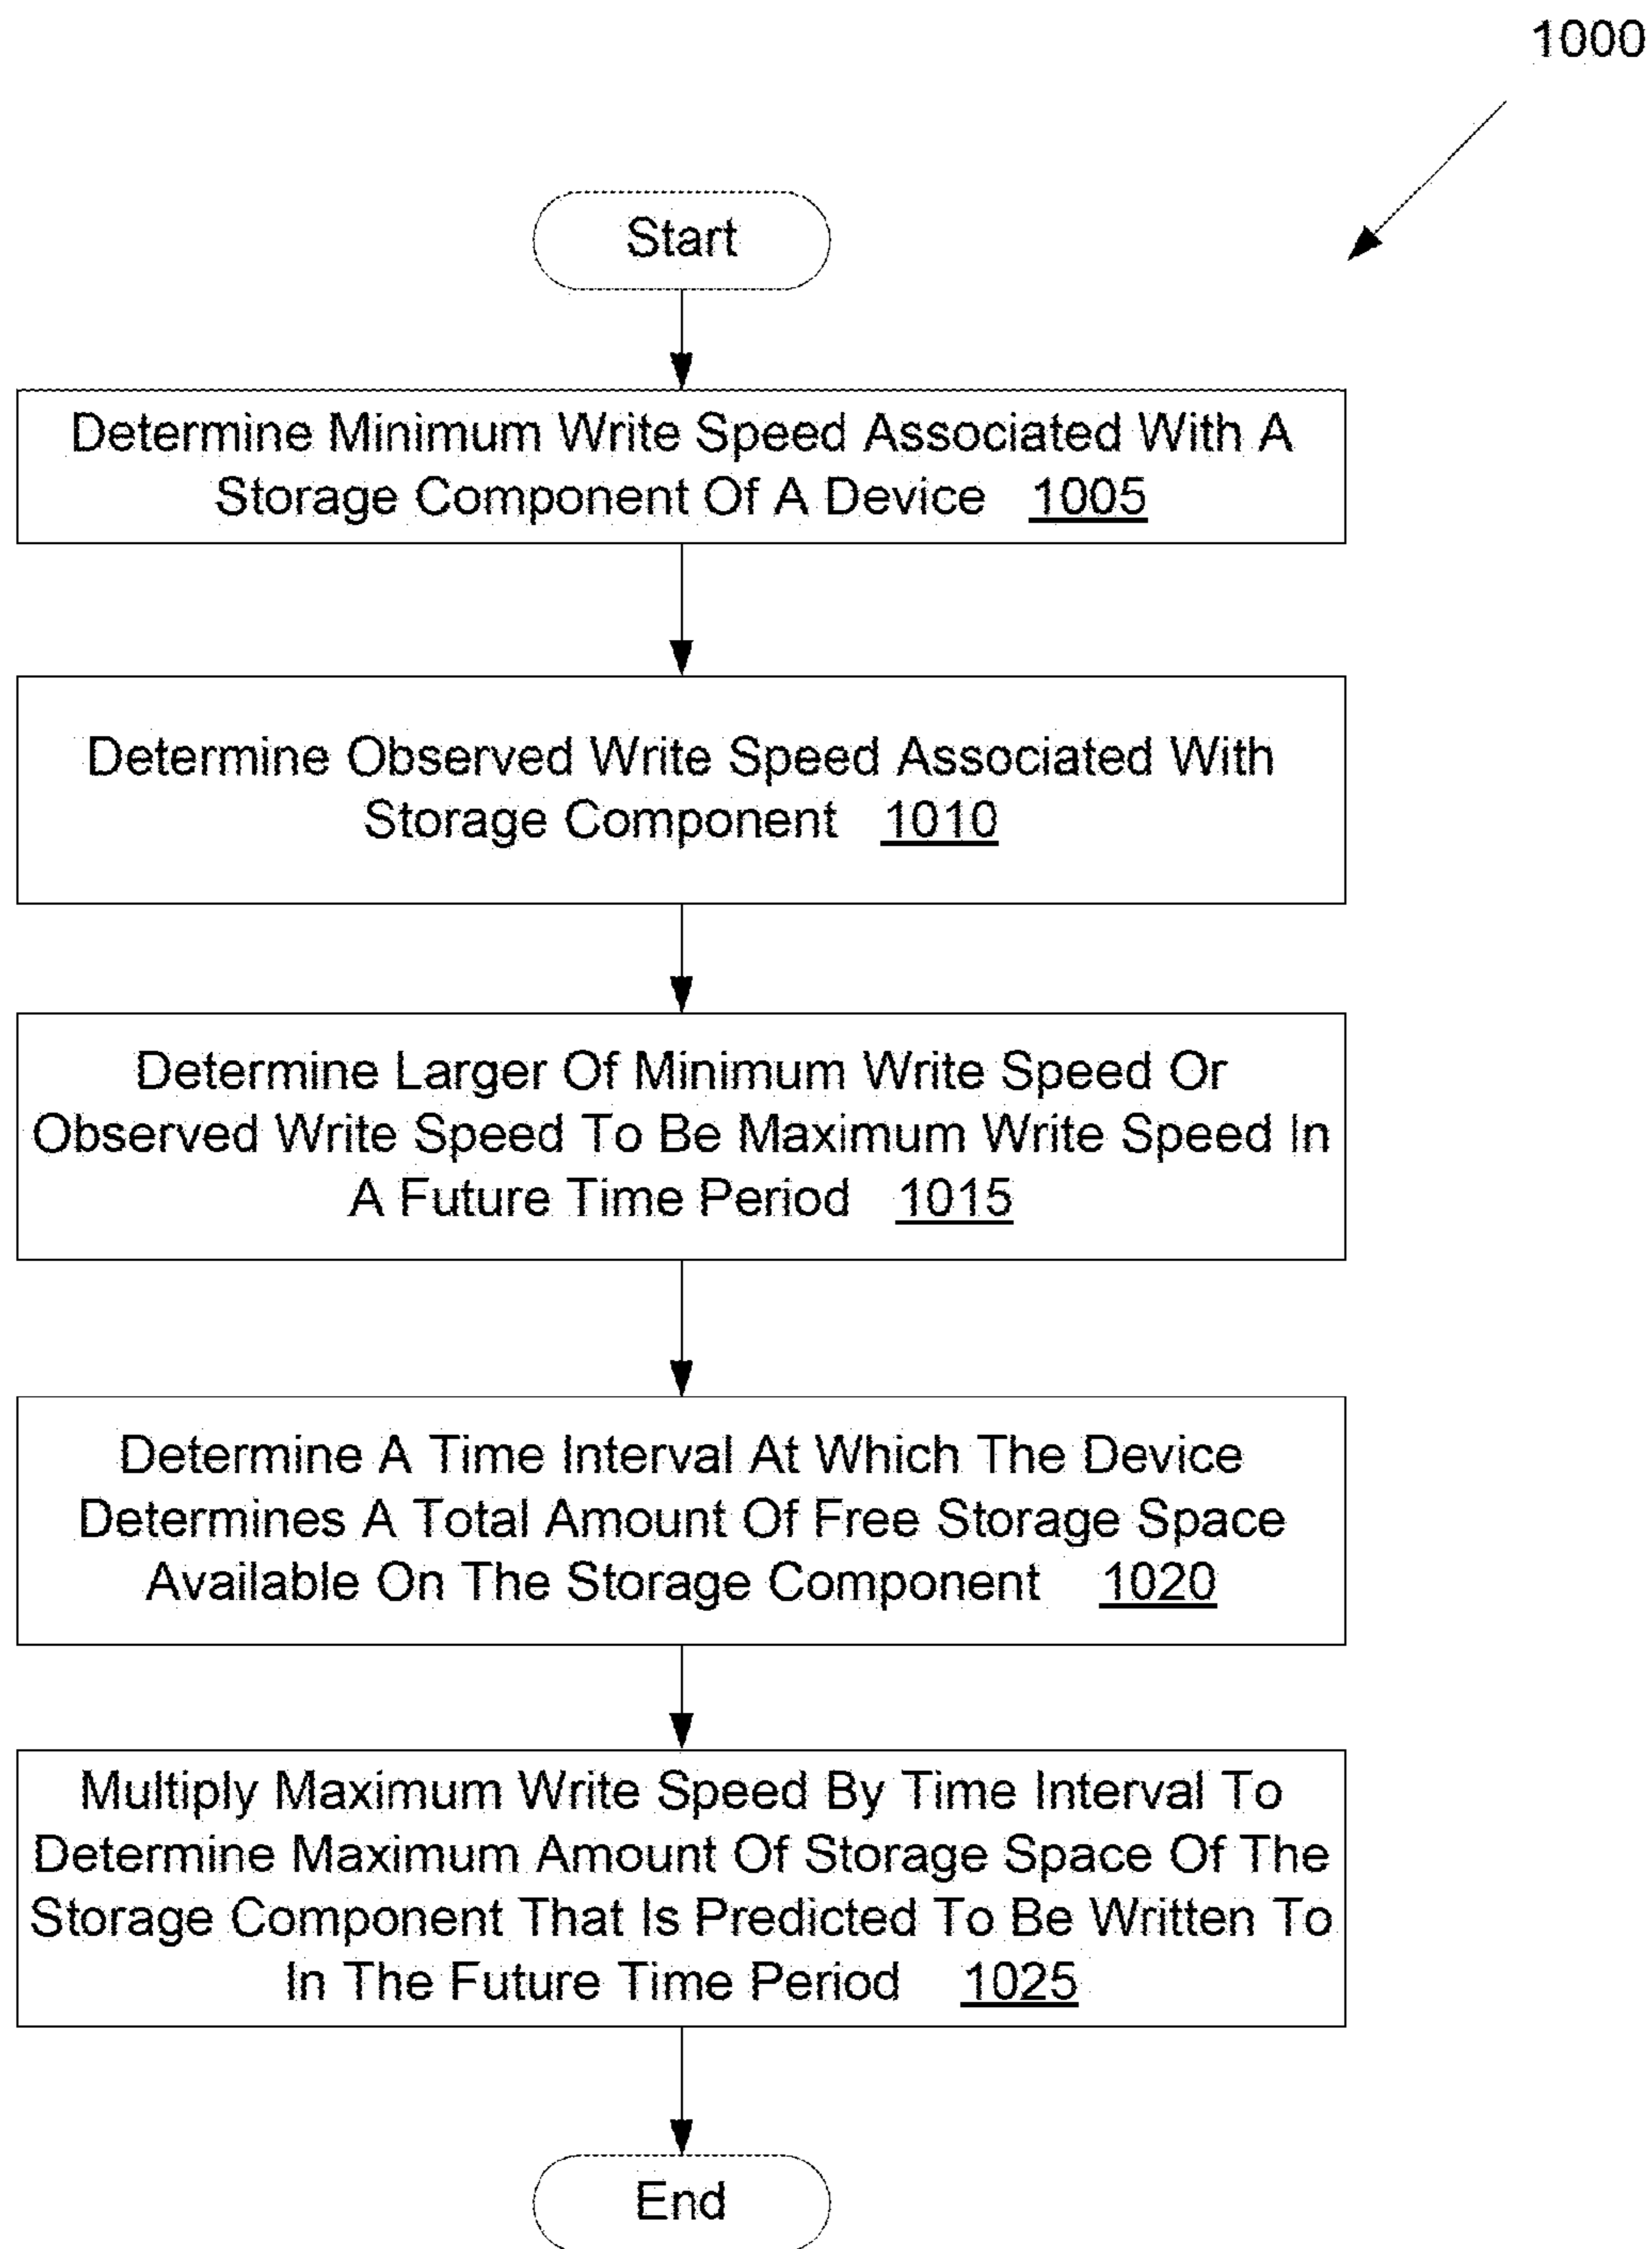 1000
Start
Determine Minimum Write Speed Associated With A
Storage Component Of A Device 1005
Determine Observed Write Speed Associated With
Storage Component 1010
Determine Larger Of Minimum Write Speed Or
Observed Write Speed To Be Maximum Write Speed In
A Future Time Period 1015
Determine A Time Interval At Which The Device
Determines A Total Amount Of Free Storage Space
Available On The Storage Component 1020
Multiply Maximum Write Speed By Time Interval To
Determine Maximum Amount Of Storage Space Of The
Storage Component That Is Predicted To Be Written To
In The Future Time Period 1025
End